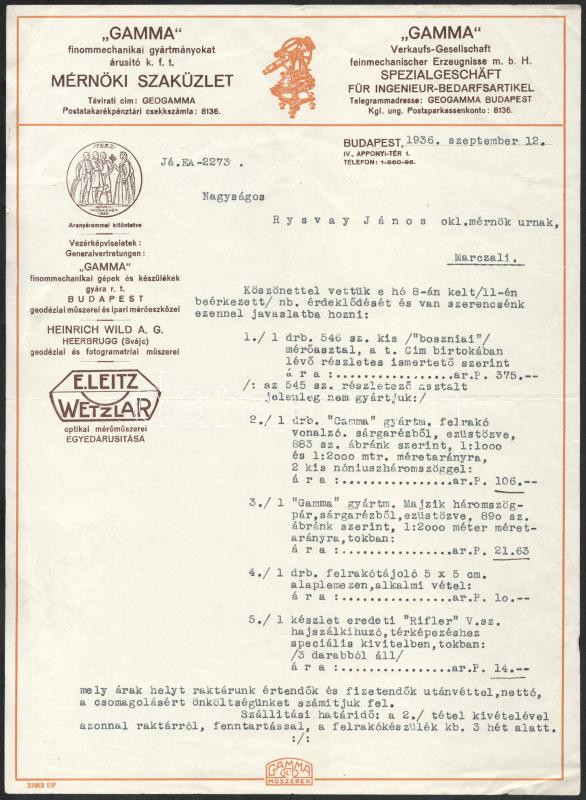 „GAMMA“
finommechanikai gyártmányokat
árusító k. f. t.
MÉRNÖKI SZAKÜZLET
Távirati cím: GEOGAMMA
Postatakarékpénztári csekkszámla: 8136.
„GAMMA“
Verkaufs-Gesellschaft
feinmechanischer Erzeugnisse m. b. H.
SPEZIALGESCHÄFT
FÜR INGENIEUR-BEDARFSARTIKEL
Telegrammadresse: GEOGAMMA BUDAPEST
Kgl. ung. Postsparkassenkonto: 8136.
BUDAPEST, 1936. szeptember 12.
IV., APPONYI-TÉR 1.
TELEFON: 1-860-96.
Já.EA-2273.
Aranyéremmel kitüntetve
Vezérképviseletek:
Generalvertretungen:
„GAMMA“
finommechanikai gépek és készülékek
gyára r. t.
BUDAPEST
geodéziai műszerei és ipari mérőeszközei
HEINRICH WILD A. G.
HEERBRUGG (Svájc)
geodéziai és fotogrametriai műszerei
E. LEITZ
WETZLAR
optikai mérőműszerei
EGYEDARUSITÁSA
Nagyságos
Rysvay János okl.mérnök urnak,
Marczali.
Köszönettel vettük e hó 8-án kelt/11-én
beérkezett/ nb. érdeklődését és van szerencsénk
ezennel javaslatba hozni:
1./ 1 drb. 546 sz. kis /"boszniai"/
mérőasztal, a t. Cim birtokában
lévő részletes ismertető szerint
ára:...............ar.P. 375.---
/: az 545 sz. részletező asztalt
jelenleg nem gyártjuk:/
2./ 1 drb. "Gamma" gyártm. felrakó
vonalzó. sárgarézből, ezüstözve,
883 sz. ábránk szerint, 1:1000
és 1:2000 mtr. méretarányra,
2 kis nóniuszháromszöggel:
ára:...............ar.P. 106.---
3./ 1 "Gamma" gyártm. Majzik háromszög-
pár,sárgarézből,ezüstözve, 890 sz.
ábránk szerint, 1:2000 méter méret-
arányra,tokban:
ára:...............ar.P. 21.63
4./ 1 drb. felrakótájoló 5 x 5 cm.
alaplemezen,alkalmi vétel:
ára:...............ar.P. 10.---
5./ 1 készlet eredeti "Rifler" V.sz.
hajszálkihuzó,térképezéshez
speciális kivitelben,tokban:
/3 darabból áll/
ára:...............ar.P. 14.---
mely árak helyt raktárunk értendők és fizetendők utánvéttel,nettó,
a csomagolásért önköltségünket számitjuk fel.
Szállitási határidő: a 2./ tétel kivételével
azonnal raktárról, fenntartással, a felrakókészülék kb. 3 hét alatt.
:/:
GAMMA
MŰSZEREK